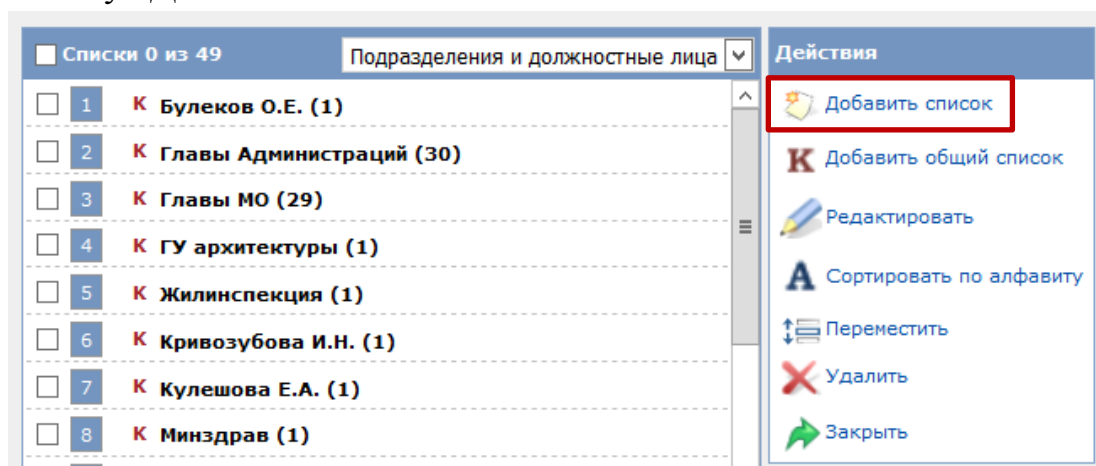 Списки 0 из 49
Подразделения и должностные лица
1 К Булеков О.Е. (1)
2 К Главы Администраций (30)
3 К Главы МО (29)
4 К ГУ архитектуры (1)
5 К Жилинспекция (1)
6 К Кривозубова И.Н. (1)
7 К Кулешова Е.А. (1)
8 К Минздрав (1)
Действия
Добавить список
К Добавить общий список
Редактировать
А Сортировать по алфавиту
Переместить
Удалить
Закрыть